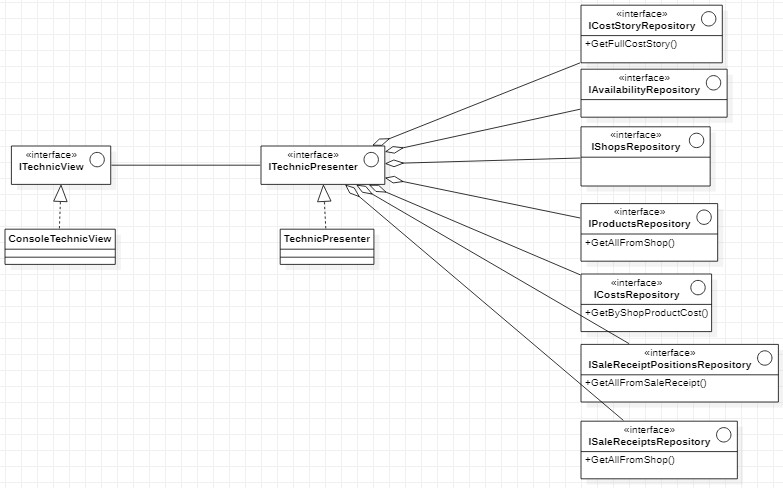 «interface»
ICostStoryRepository
+GetFullCostStory()
«interface»
IAvailabilityRepository
«interface»
IShopsRepository
«interface»
ITechnicView
«interface»
ITechnicPresenter
«interface»
IProductsRepository
+GetAllFromShop()
ConsoleTechnicView
TechnicPresenter
«interface»
ICostsRepository
+GetByShopProductCost()
«interface»
ISaleReceiptPositionsRepository
+GetAllFromSaleReceipt()
«interface»
ISaleReceiptsRepository
+GetAllFromShop()